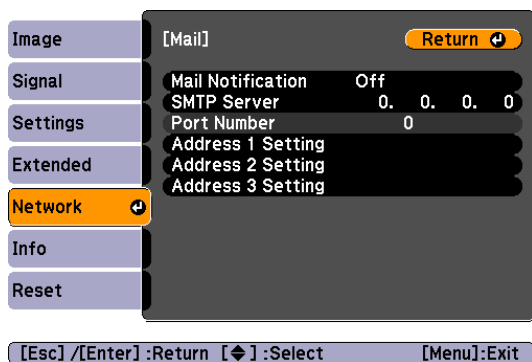 Image
Signal
Settings
Extended
Network
Info
Reset
[Mail]
Return
Mail Notification Off
SMTP Server 0. 0. 0. 0
Port Number 0
Address 1 Setting
Address 2 Setting
Address 3 Setting
[Esc] /[Enter] :Return [◆] :Select [Menu]:Exit